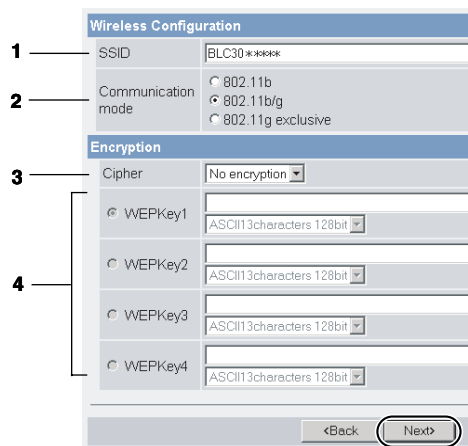 Wireless Configuration
1 SSID BLC30*****
2 Communication mode
802.11b
802.11b/g
802.11g exclusive
Encryption
3 Cipher No encryption
4
WEPKey1
ASCII13characters 128bit
WEPKey2
ASCII13characters 128bit
WEPKey3
ASCII13characters 128bit
WEPKey4
ASCII13characters 128bit
<Back Next>